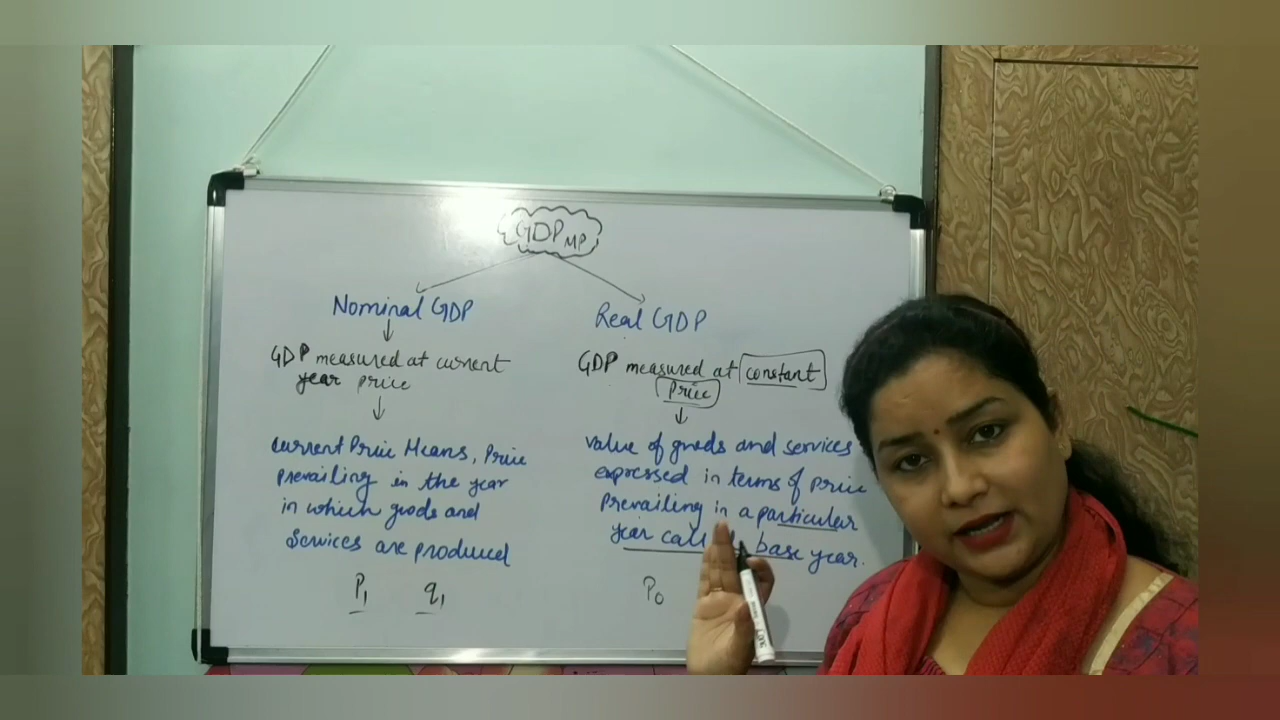 GDP MP
Nominal GDP
GDP measured at current
year price
current Price Means, Price
prevailing in the year
in which goods and
Services are produced
P1 q1
Real GDP
GDP measured at constant
Price
value of goods and services
expressed in terms of price
Prevailing in a particular
year base year.
P0